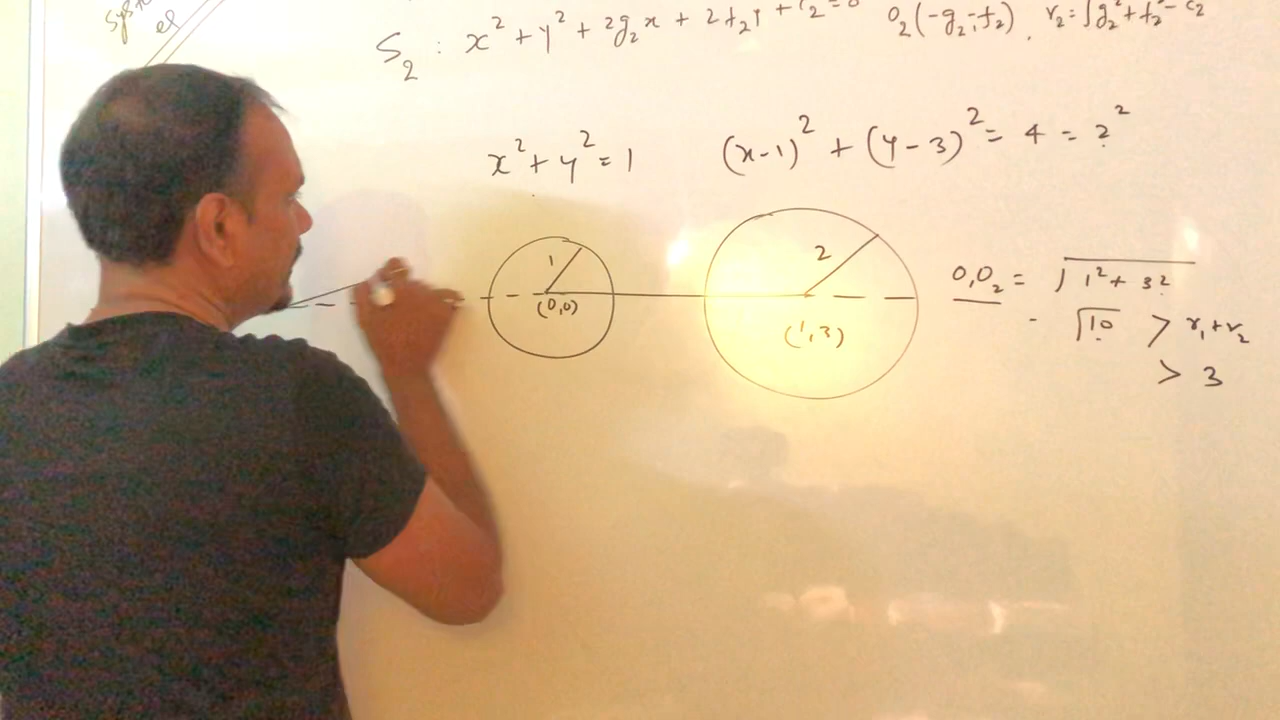 S₂ : x² + y² + 2g₂x + 2f₂y + c₂ = 0 O₂(-g₂, -f₂), r₂ = √g₂² + f₂² - c₂
x² + y² = 1 (x-1)² + (y-3)² = 4 = 2²
1 2
(0,0) (1,3)
O₁O₂ = √1² + 3²
= √10 > r₁ + r₂
> 3